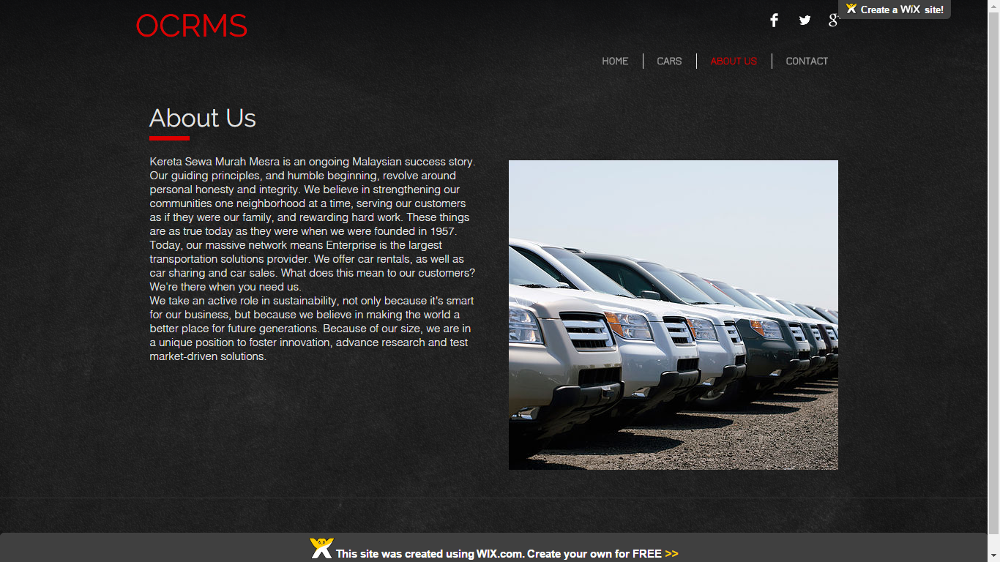 OCRMS
Create a WiX site!
HOME
CARS
ABOUT US
CONTACT
About Us
Kereta Sewa Murah Mesra is an ongoing Malaysian success story.
Our guiding principles, and humble beginning, revolve around
personal honesty and integrity. We believe in strengthening our
communities one neighborhood at a time, serving our customers
as if they were our family, and rewarding hard work. These things
are as true today as they were when we were founded in 1957.
Today, our massive network means Enterprise is the largest
transportation solutions provider. We offer car rentals, as well as
car sharing and car sales. What does this mean to our customers?
We're there when you need us.
We take an active role in sustainability, not only because it's smart
for our business, but because we believe in making the world a
better place for future generations. Because of our size, we are in
a unique position to foster innovation, advance research and test
market-driven solutions.
This site was created using WIX.com. Create your own for FREE >>